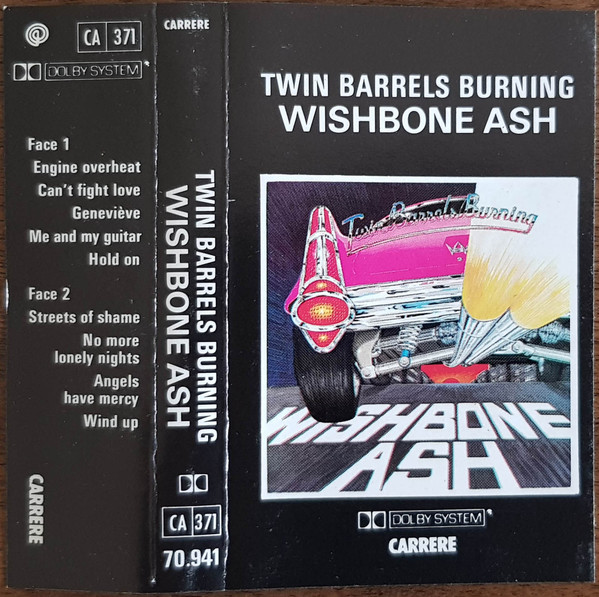 CA 371
DOLBY SYSTEM
Face 1
Engine overheat
Can't fight love
Geneviève
Me and my guitar
Hold on
Face 2
Streets of shame
No more
lonely nights
Angels
have mercy
Wind up
CARRERE
CARRERE
TWIN BARRELS BURNING
WISHBONE ASH
CA 371
70.941
TWIN BARRELS BURNING
WISHBONE ASH
Twin Barrels Burning
WISHBONE
ASH
DOLBY SYSTEM
CARRERE